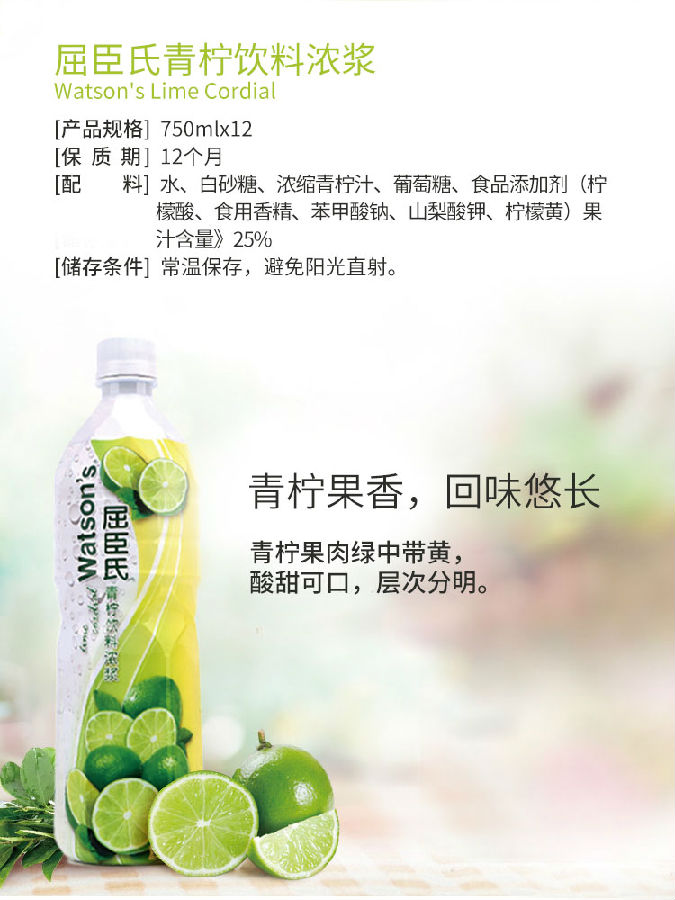 屈臣氏青柠饮料浓浆
Watson's Lime Cordial
[产品规格] 750mlx12
[保 质 期] 12个月
[配 料] 水、白砂糖、浓缩青柠汁、葡萄糖、食品添加剂（柠
檬酸、食用香精、苯甲酸钠、山梨酸钾、柠檬黄）果
汁含量》25%
[储存条件] 常温保存，避免阳光直射。
青柠果香，回味悠长
青柠果肉绿中带黄，
酸甜可口，层次分明。
Watson's
屈臣氏
lime cordial
青柠饮料浓浆